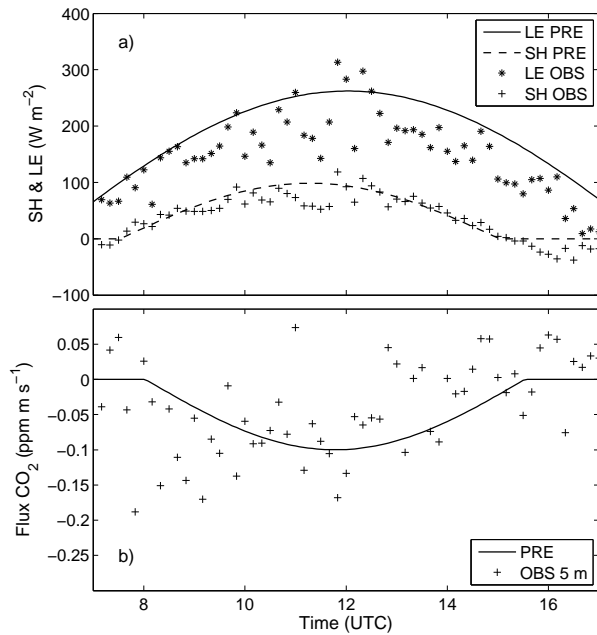 a)
LE PRE
SH PRE
LE OBS
SH OBS
400
300
200
100
0
−100
SH & LE (W m⁻²)
0.05
0
−0.05
−0.1
−0.15
−0.2
−0.25
Flux CO₂ (ppm m s⁻¹)
b)
PRE
OBS 5 m
8 10 12 14 16
Time (UTC)